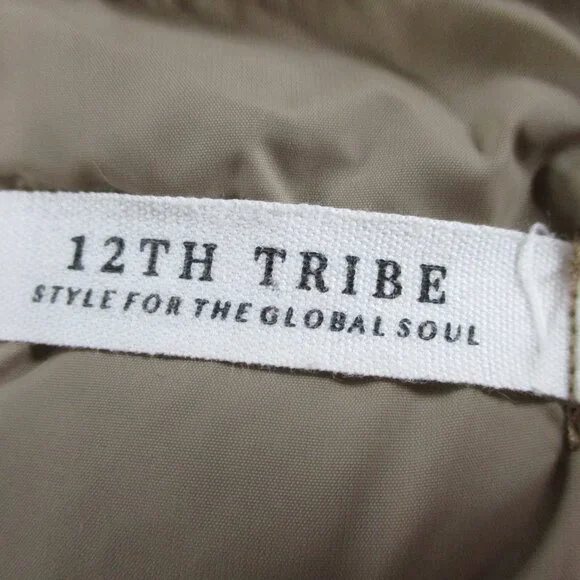 12TH TRIBE
STYLE FOR THE GLOBAL SOUL